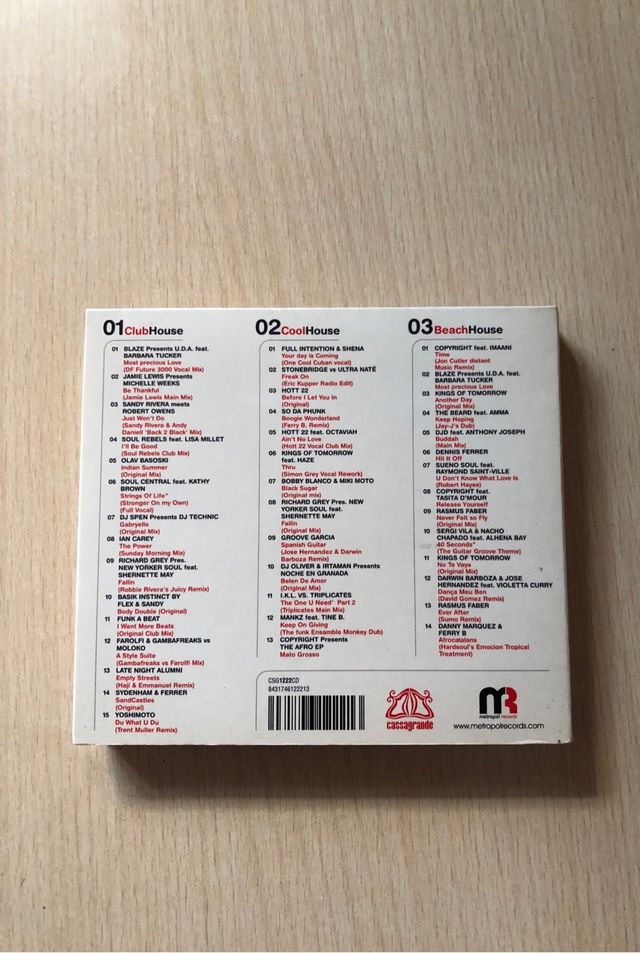 01ClubHouse
01 BLAZE Presents U.D.A. feat.
BARBARA TUCKER
Most precious Love
(DF Future 3000 Vocal Mix)
02 JAMIE LEWIS Presents
MICHELLE WEEKS
Be Thankful
(Jamie Lewis Main Mix)
03 SANDY RIVERA meets
ROBERT OWENS
Just Won't Do
(Sandy Rivera & Andy
Daniell 'Back 2 Black' Mix)
04 SOUL REBELS feat. LISA MILLET
I'll Be Good
(Soul Rebels Club Mix)
05 OLAV BASOSKI
Indian Summer
(Original Mix)
06 SOUL CENTRAL feat. KATHY
BROWN
Strings Of Life"
(Stronger On my Own)
(Full Vocal)
07 DJ SPEN Presents DJ TECHNIC
Gabryelle
(Original Mix)
08 IAN CAREY
The Power
(Sunday Morning Mix)
09 RICHARD GREY Pres.
NEW YORKER SOUL feat.
SHERNETTE MAY
Fallin
(Robbie Rivera's Juicy Remix)
10 BASIK INSTINCT BY
FLEX & SANDY
Body Double (Original)
11 FUNK A BEAT
I Want More Beats
(Original Club Mix)
12 FAROLFI & GAMBAFREAKS vs
MOLOKO
A Style Suite
(Gambafreaks vs Farolfi Mix)
13 LATE NIGHT ALUMNI
Empty Streets
(Haji & Emmanuel Remix)
14 SYDENHAM & FERRER
SandCastles
(Original)
15 YOSHIMOTO
Du What U Du
(Trent Muller Remix)
02CoolHouse
01 FULL INTENTION & SHENA
Your day is Coming
(One Cool Cuban vocal)
02 STONEBRIDGE vs ULTRA NATÉ
Freak On
(Eric Kupper Radio Edit)
03 HOTT 22
Before I Let You In
(Original)
04 SO DA PHUNK
Boogie Wonderland
(Ferry B. Remix)
05 HOTT 22 feat. OCTAVIAH
Ain't No Love
(Hott 22 Vocal Club Mix)
06 KINGS OF TOMORROW
feat. HAZE
Thru
(Simon Grey Vocal Rework)
07 BOBBY BLANCO & MIKI MOTO
Black Sugar
(Original mix)
08 RICHARD GREY Pres. NEW
YORKER SOUL feat.
SHERNETTE MAY
Fallin
(Original Mix)
09 GROOVE GARCIA
Spanish Guitar
(Jose Hernandez & Darwin
Barboza Remix)
10 DJ OLIVER & IRTAMAN Presents
NOCHE EN GRANADA
Belen De Amor
(Original Mix)
11 I.K.L. VS. TRIPLICATES
The One U Need' Part 2
(Triplicates Main Mix)
12 MANKZ feat. TINE B.
Keep On Giving
(The funk Ensamble Monkey Dub)
13 COPYRIGHT Presents
THE AFRO EP
Mato Grosso
03BeachHouse
01 COPYRIGHT feat. IMAANI
Time
(Jon Cutler distant
Music Remix)
02 BLAZE Presents U.D.A. feat.
BARBARA TUCKER
Most precious Love
03 KINGS OF TOMORROW
Another Day
(Original Mix)
04 THE BEARD feat. AMMA
Keep Hoping
(Jay-J's Dub)
05 DJD feat. ANTHONY JOSEPH
Buddah
(Main Mix)
06 DENNIS FERRER
Hit It Off
07 SUENO SOUL feat.
RAYMOND SAINT-VILLE
U Don't Know What Love Is
(Robert Hayes)
08 COPYRIGHT feat.
TASITA D'MOUR
Release Yourself
09 RASMUS FABER
Never Felt so Fly
(Original Mix)
10 SERGI VILA & NACHO
CHAPADO feat. ALHENA BAY
40 Seconds"
(The Guitar Groove Theme)
11 KINGS OF TOMORROW
No Te Vaya
(Original Mix)
12 DARWIN BARBOZA & JOSE
HERNANDEZ feat. VIOLETTA CURRY
Dança Meu Ben
(David Gomez Remix)
13 RASMUS FABER
Ever After
(Sumo Remix)
14 DANNY MARQUEZ &
FERRY B
Afrocatalans
(Hardsoul's Emocion Tropical
Treatment)
CSG1222CD
8431746122213
cassagrande
MR
metropol records
www.metropolrecords.com